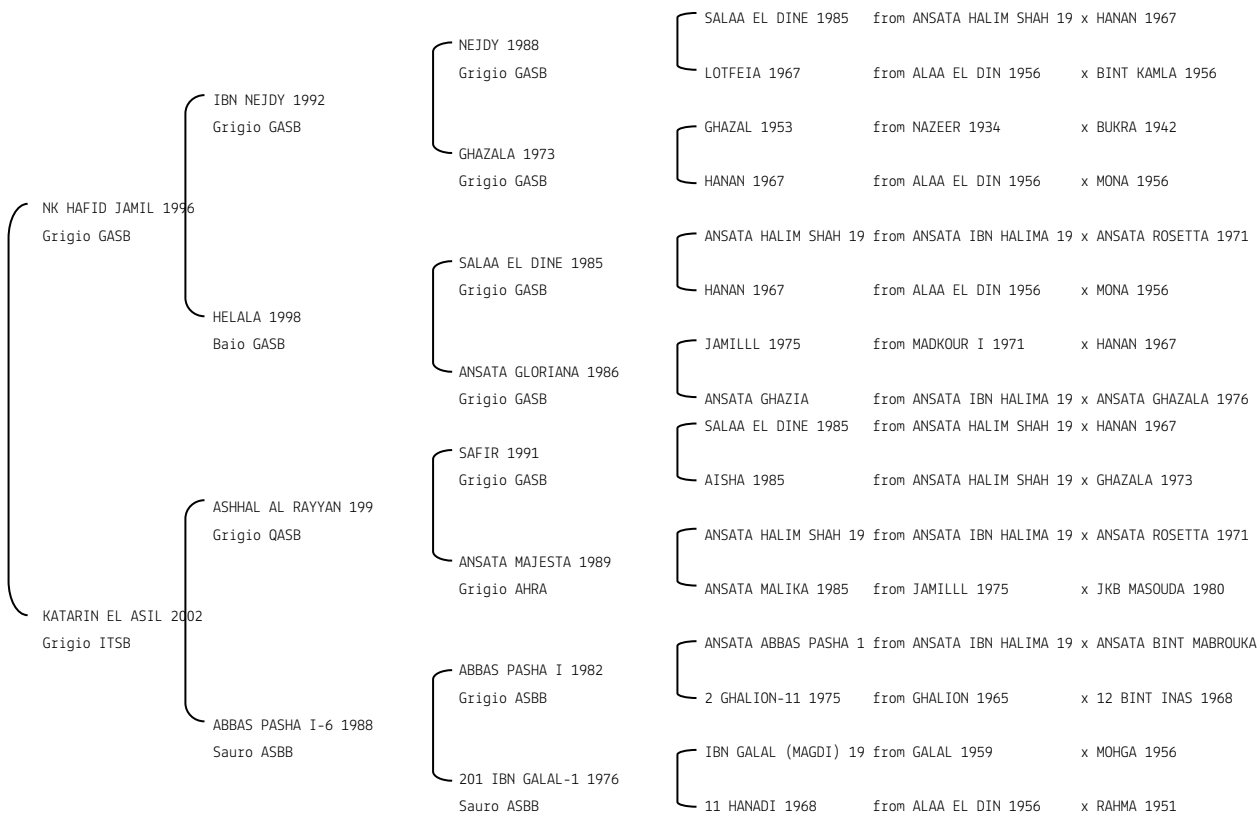 SALAA EL DINE 1985 from ANSATA HALIM SHAH 19 x HANAN 1967
NEJDY 1988
Grigio GASB
LOTFEIA 1967 from ALAA EL DIN 1956 x BINT KAMLA 1956
IBN NEJDY 1992
Grigio GASB
GHAZAL 1953 from NAZEER 1934 x BUKRA 1942
GHAZALA 1973
Grigio GASB
HANAN 1967 from ALAA EL DIN 1956 x MONA 1956
NK HAFID JAMIL 1996
Grigio GASB
ANSATA HALIM SHAH 19 from ANSATA IBN HALIMA 19 x ANSATA ROSETTA 1971
SALAA EL DINE 1985
Grigio GASB
HANAN 1967 from ALAA EL DIN 1956 x MONA 1956
HELALA 1998
Baio GASB
JAMILLL 1975 from MADKOUR I 1971 x HANAN 1967
ANSATA GLORIANA 1986
Grigio GASB
ANSATA GHAZIA from ANSATA IBN HALIMA 19 x ANSATA GHAZALA 1976
SALAA EL DINE 1985 from ANSATA HALIM SHAH 19 x HANAN 1967
SAFIR 1991
Grigio GASB
AISHA 1985 from ANSATA HALIM SHAH 19 x GHAZALA 1973
ASHHAL AL RAYYAN 199
Grigio QASB
ANSATA HALIM SHAH 19 from ANSATA IBN HALIMA 19 x ANSATA ROSETTA 1971
ANSATA MAJESTA 1989
Grigio AHRA
ANSATA MALIKA 1985 from JAMILLL 1975 x JKB MASOUDA 1980
KATARIN EL ASIL 2002
Grigio ITSB
ANSATA ABBAS PASHA 1 from ANSATA IBN HALIMA 19 x ANSATA BINT MABROUKA
ABBAS PASHA I 1982
Grigio ASBB
2 GHALION-11 1975 from GHALION 1965 x 12 BINT INAS 1968
ABBAS PASHA I-6 1988
Sauro ASBB
IBN GALAL (MAGDI) 19 from GALAL 1959 x MOHGA 1956
201 IBN GALAL-1 1976
Sauro ASBB
11 HANADI 1968 from ALAA EL DIN 1956 x RAHMA 1951